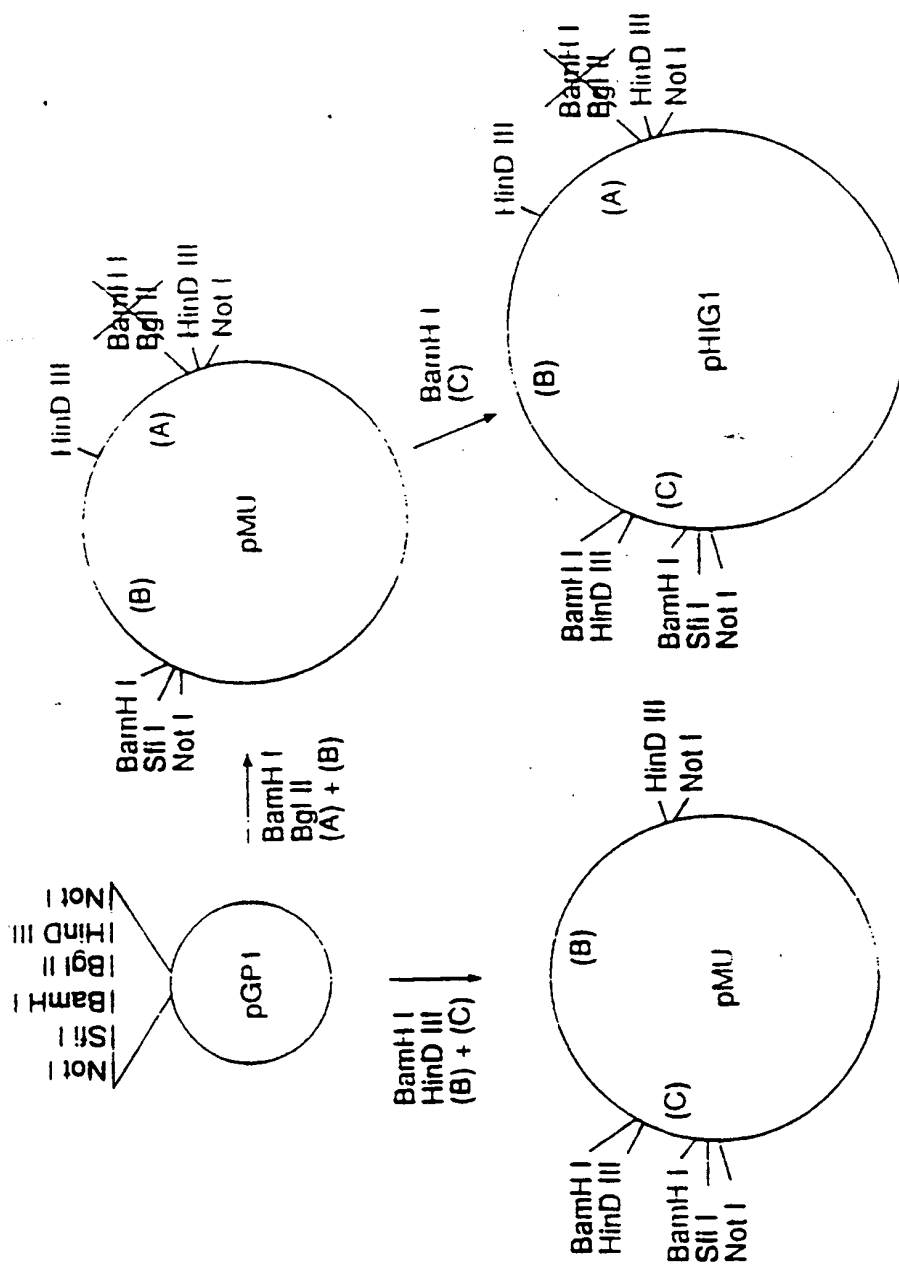 Not I
Sfi I
BamH I
Bgl II
HinD III
Not I
pGP1
BamH I
Bgl II
(A) + (B)
BamH I
Sfi I
Not I
(B)
HinD III
(A)
BamH I
Bgl II
HinD III
Not I
pMU
BamH I
HinD III
(B) + (C)
BamH I
HinD III
(C)
BamH I
Sfi I
Not I
(B)
HinD III
Not I
pMU
BamH I
(C)
BamH I
HinD III
(C)
BamH I
Sfi I
Not I
(B)
HinD III
(A)
BamH I
Bgl II
HinD III
Not I
pHIG1